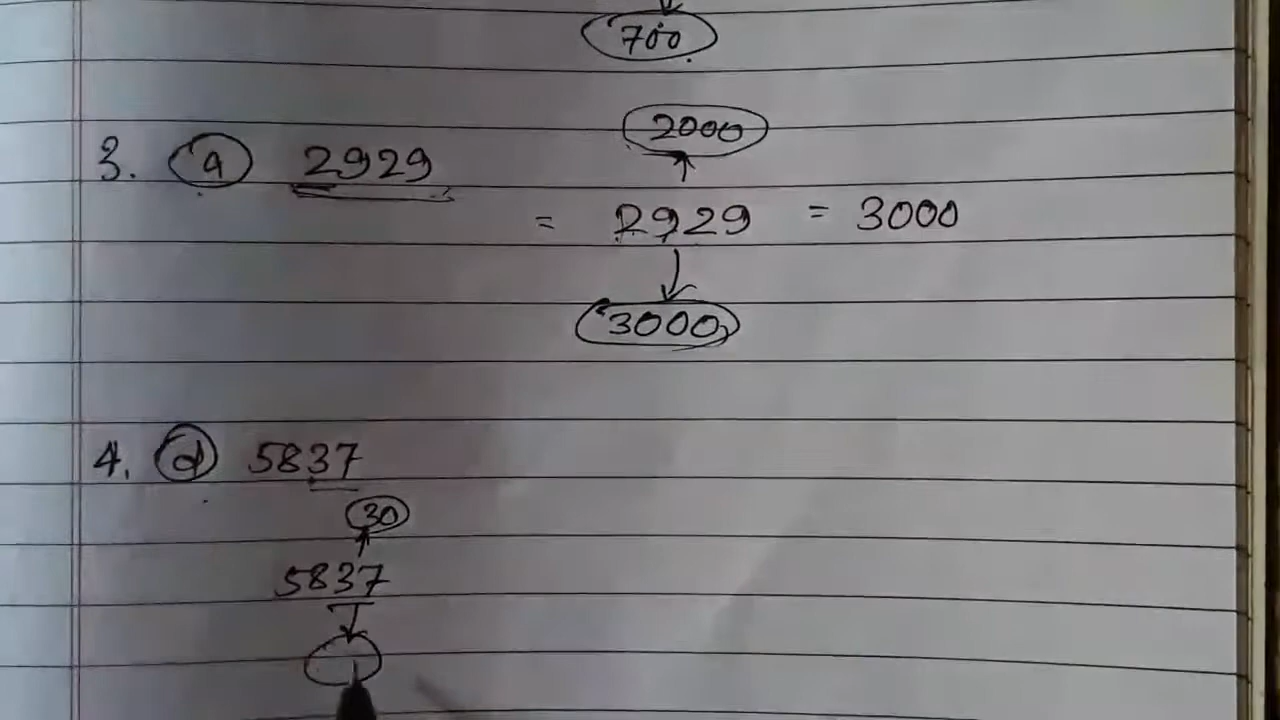 700
2000
3. a 2929
= 2929 = 3000
3000
4. d 5837
30
5837